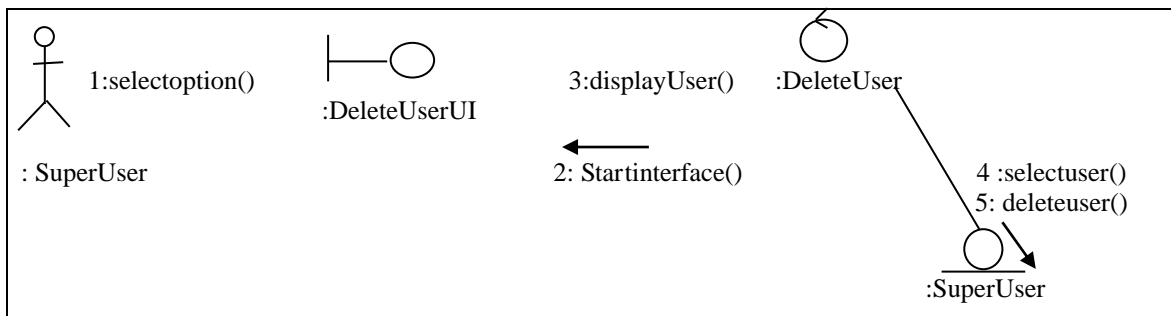 1:selectoption()
3:displayUser()
:DeleteUser
:DeleteUserUI
: SuperUser
2: Startinterface()
4 :selectuser()
5: deleteuser()
:SuperUser